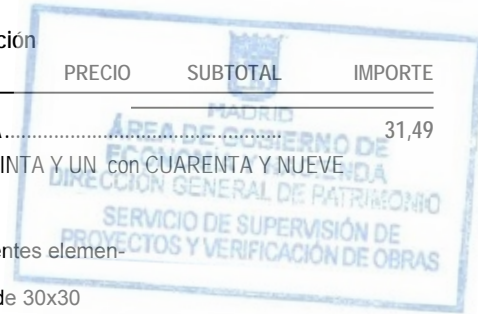 ción
PRECIO SUBTOTAL IMPORTE
MADRID
A.................................................................... 31,49
ÁREA DE GOBIERNO DE
ECONOMÍA Y HACIENDA
INTA Y UN con CUARENTA Y NUEVE
DIRECCIÓN GENERAL DE PATRIMONIO
SERVICIO DE SUPERVISIÓN DE
PROYECTOS Y VERIFICACIÓN DE OBRAS
entes elemen-
de 30x30